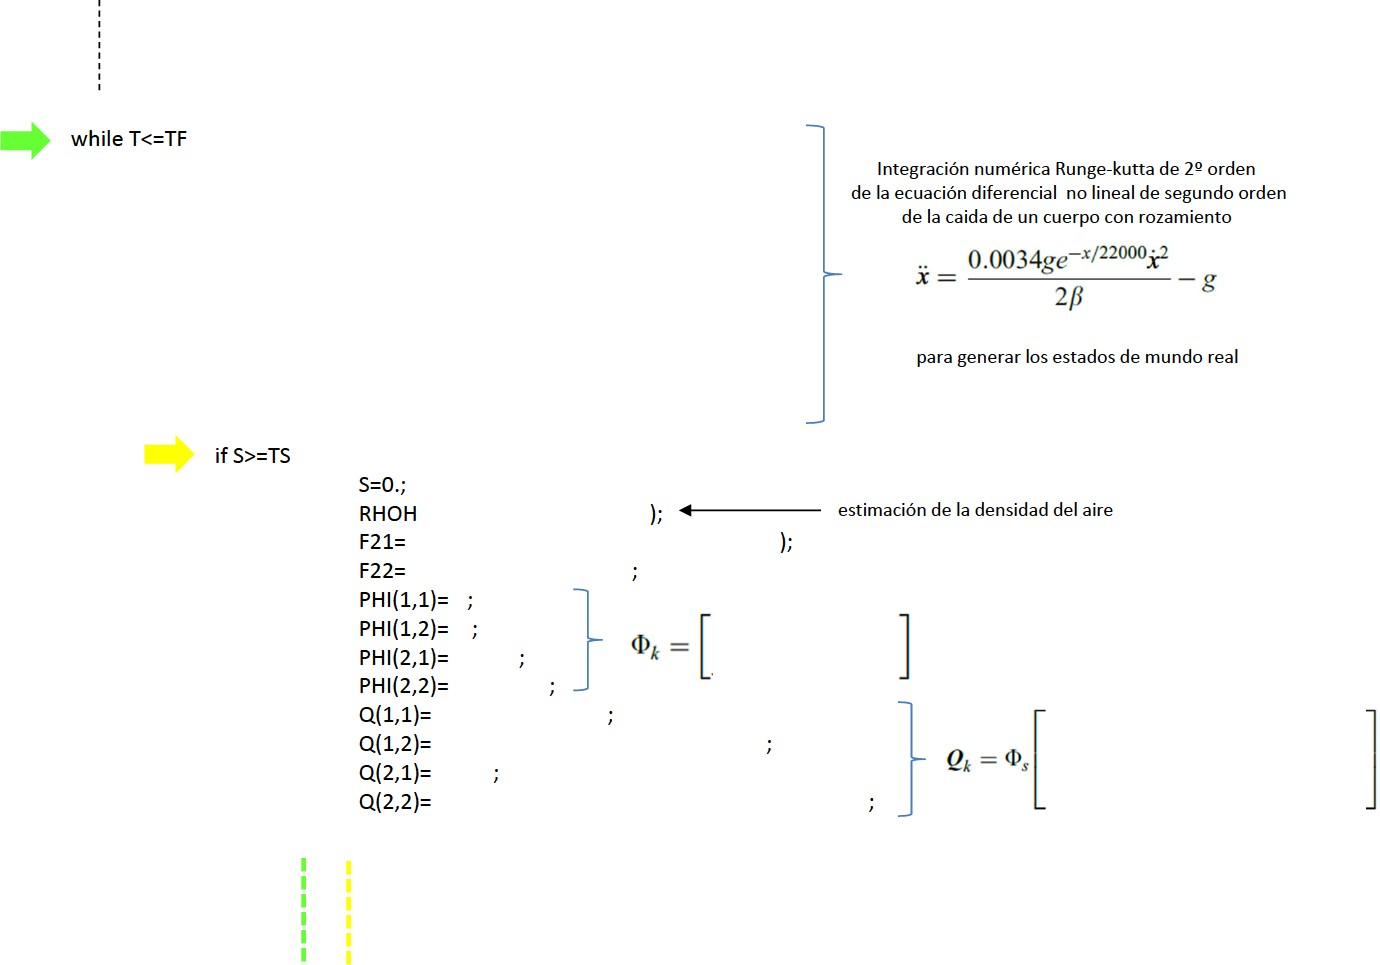 while T<=TF
Integración numérica Runge-kutta de 2º orden
de la ecuación diferencial no lineal de segundo orden
de la caida de un cuerpo con rozamiento
ẍ = 0.0034ge^{-x/22000}ẋ² / 2β − g
para generar los estados de mundo real
if S>=TS
S=0.;
RHOH );
estimación de la densidad del aire
F21= );
F22= ;
PHI(1,1)= ;
PHI(1,2)= ;
PHI(2,1)= ;
PHI(2,2)= ;
Φk = [ ]
Q(1,1)= ;
Q(1,2)= ;
Q(2,1)= ;
Q(2,2)= ;
Qk = Φs [ ]